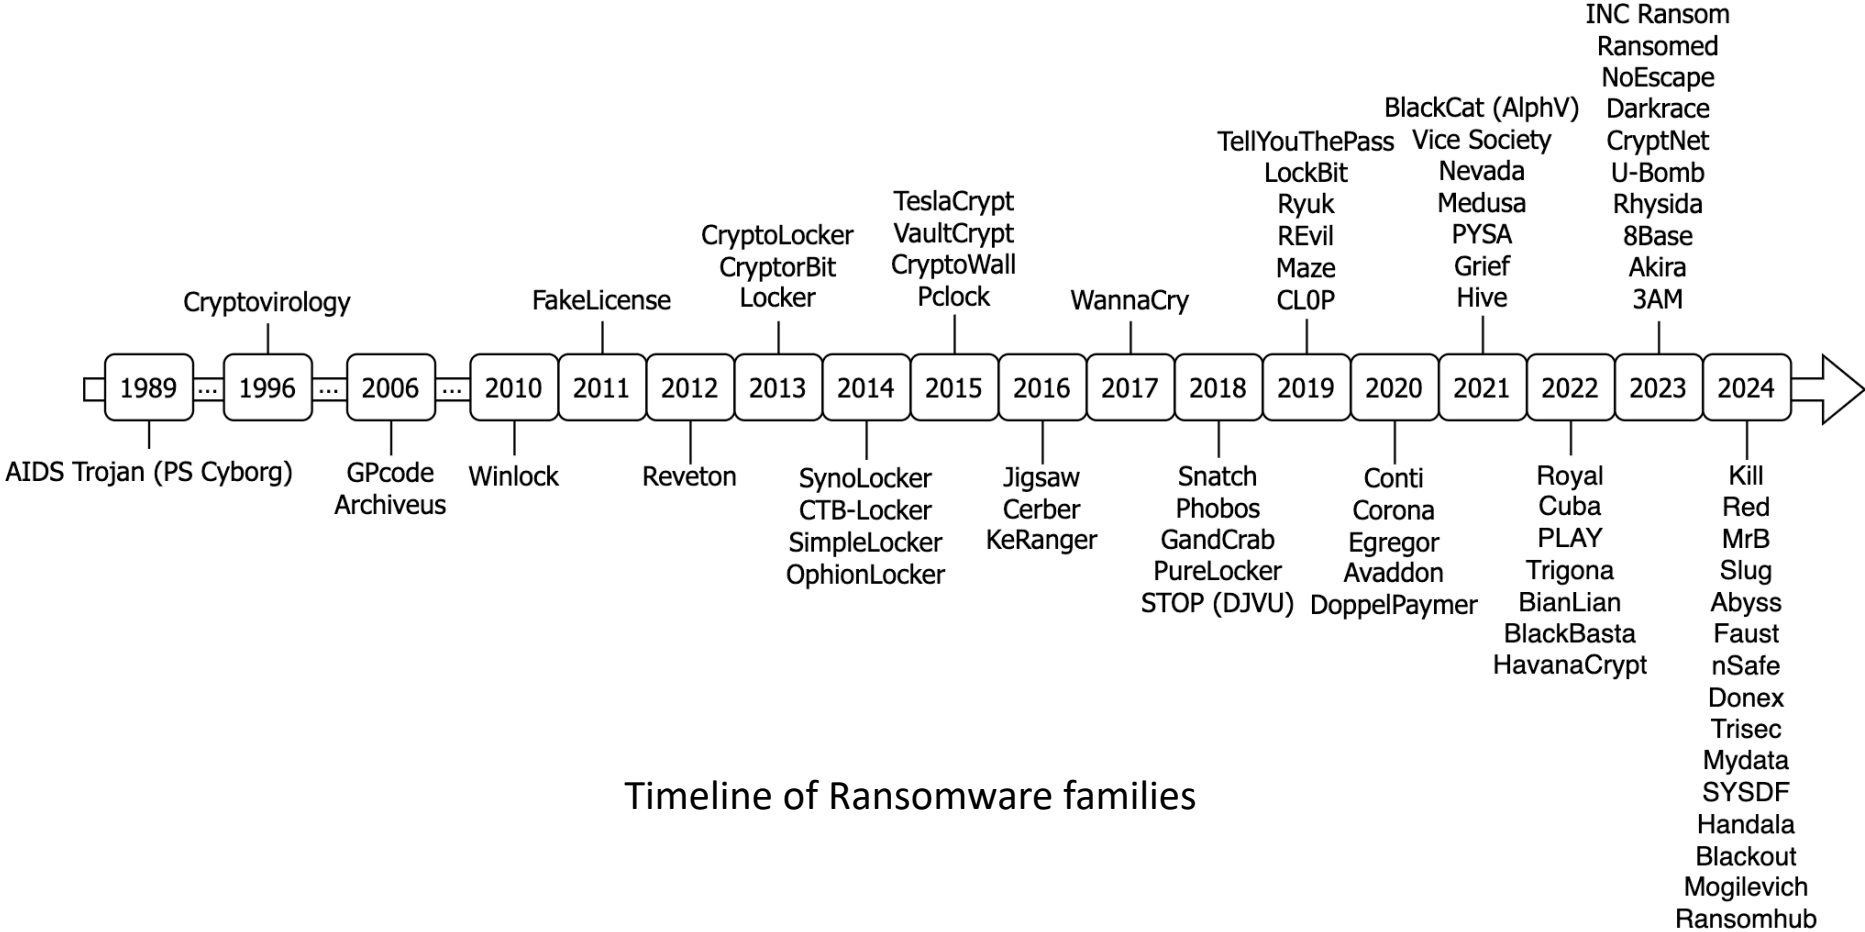 INC Ransom
Ransomed
NoEscape
Darkrace
CryptNet
U-Bomb
Rhysida
8Base
Akira
3AM
BlackCat (AlphV)
Vice Society
Nevada
Medusa
PYSA
Grief
Hive
TellYouThePass
LockBit
Ryuk
REvil
Maze
CL0P
WannaCry
TeslaCrypt
VaultCrypt
CryptoWall
Pclock
CryptoLocker
CryptorBit
Locker
FakeLicense
Cryptovirology
1989 ... 1996 ... 2006 ... 2010 2011 2012 2013 2014 2015 2016 2017 2018 2019 2020 2021 2022 2023 2024
AIDS Trojan (PS Cyborg)
GPcode
Archiveus
Winlock
Reveton
SynoLocker
CTB-Locker
SimpleLocker
OphionLocker
Jigsaw
Cerber
KeRanger
Snatch
Phobos
GandCrab
PureLocker
STOP (DJVU)
Conti
Corona
Egregor
Avaddon
DoppelPaymer
Royal
Cuba
PLAY
Trigona
BianLian
BlackBasta
HavanaCrypt
Kill
Red
MrB
Slug
Abyss
Faust
nSafe
Donex
Trisec
Mydata
SYSDF
Handala
Blackout
Mogilevich
Ransomhub
Timeline of Ransomware families